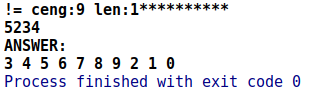 != ceng:9 len:1**********
5234
ANSWER:
3 4 5 6 7 8 9 2 1 0
Process finished with exit code 0